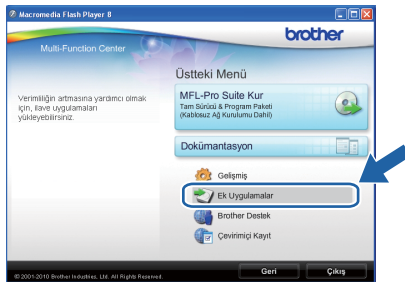 Macromedia Flash Player 8
brother
Multi-Function Center
Üstteki Menü
Verimliliğin artmasına yardımcı olmak
için, ilave uygulamaları
yükleyebilirsiniz.
MFL-Pro Suite Kur
Tam Sürücü & Program Paketi
(Kablosuz Ağ Kurulumu Dahil)
Dokümantasyon
Gelişmiş
Ek Uygulamalar
Brother Destek
Çevirimiçi Kayıt
© 2001-2010 Brother Industries, Ltd. All Rights Reserved.
Geri
Çıkış